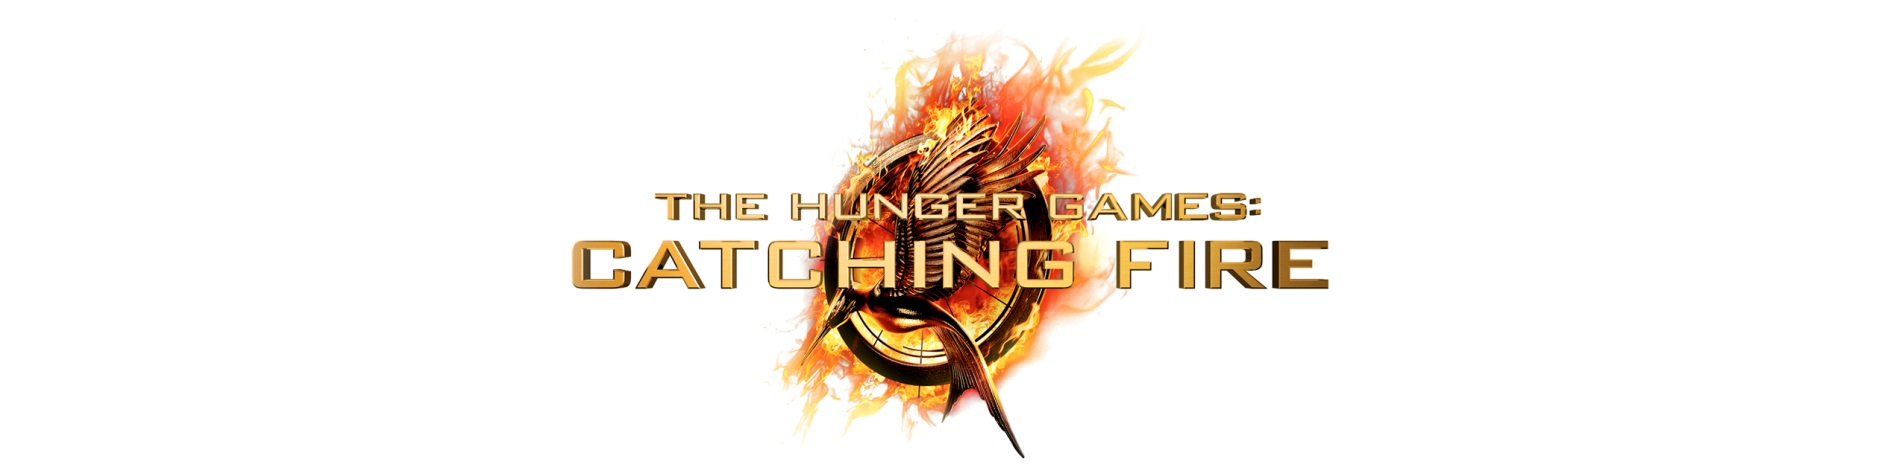 THE HUNGER GAMES:
CATCHING FIRE